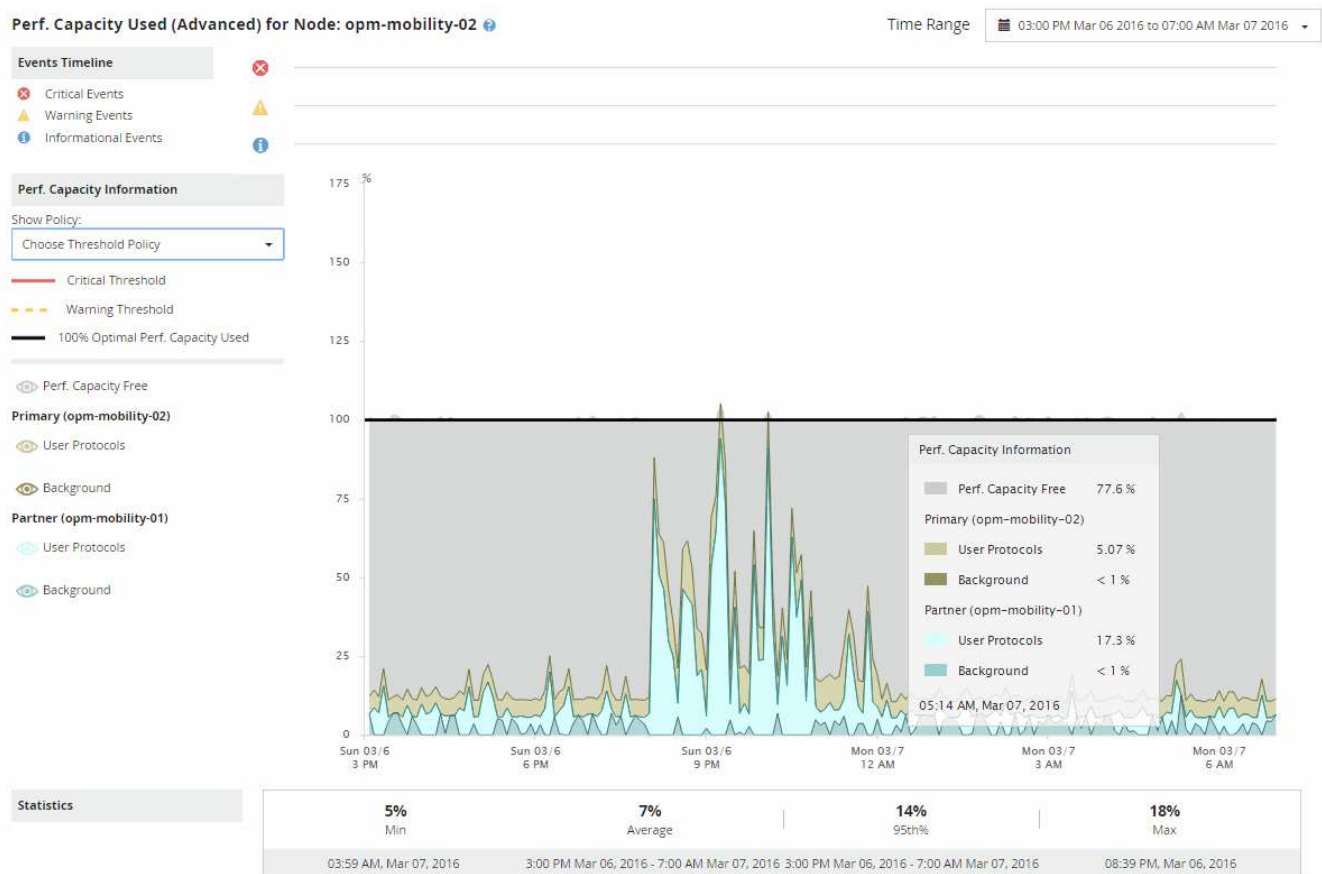 Perf. Capacity Used (Advanced) for Node: opm-mobility-02 ?
Time Range 03:00 PM Mar 06 2016 to 07:00 AM Mar 07 2016
Events Timeline
Critical Events
Warning Events
Informational Events
Perf. Capacity Information
Show Policy:
Choose Threshold Policy
Critical Threshold
Warning Threshold
100% Optimal Perf. Capacity Used
Perf. Capacity Free
Primary (opm-mobility-02)
User Protocols
Background
Partner (opm-mobility-01)
User Protocols
Background
%
175
150
125
100
75
50
25
0
Sun 03/6 Sun 03/6 Sun 03/6 Mon 03/7 Mon 03/7 Mon 03/7
3 PM 6 PM 9 PM 12 AM 3 AM 6 AM
Perf. Capacity Information
Perf. Capacity Free 77.6 %
Primary (opm-mobility-02)
User Protocols 5.07 %
Background < 1 %
Partner (opm-mobility-01)
User Protocols 17.3 %
Background < 1 %
05:14 AM, Mar 07, 2016
Statistics
5% 7% 14% 18%
Min Average 95th% Max
03:59 AM, Mar 07, 2016 3:00 PM Mar 06, 2016 - 7:00 AM Mar 07, 2016 3:00 PM Mar 06, 2016 - 7:00 AM Mar 07, 2016 08:39 PM, Mar 06, 2016